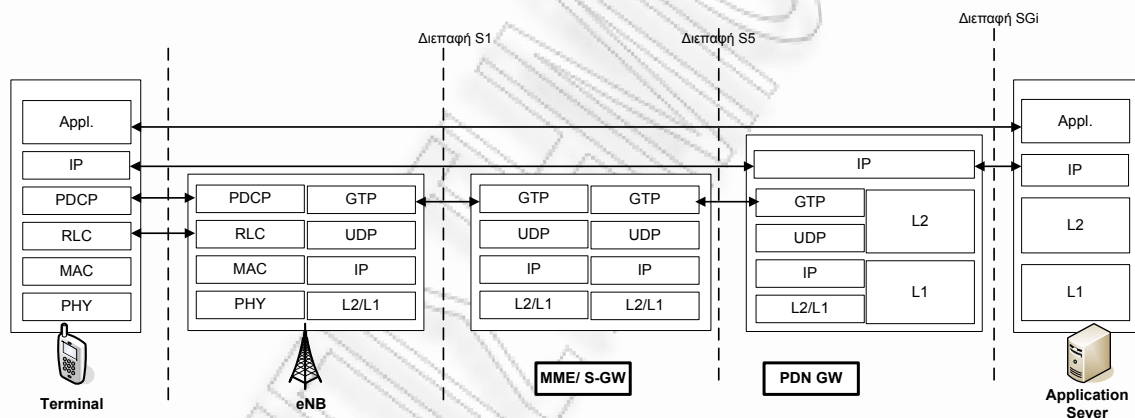 Διεπαφή S1
Διεπαφή S5
Διεπαφή SGi
Appl.
IP
PDCP
RLC
MAC
PHY
Terminal
PDCP
GTP
RLC
UDP
MAC
IP
PHY
L2/L1
eNB
GTP
GTP
UDP
UDP
IP
IP
L2/L1
L2/L1
MME/ S-GW
IP
GTP
L2
UDP
IP
L1
L2/L1
PDN GW
Appl.
IP
L2
L1
Application
Sever